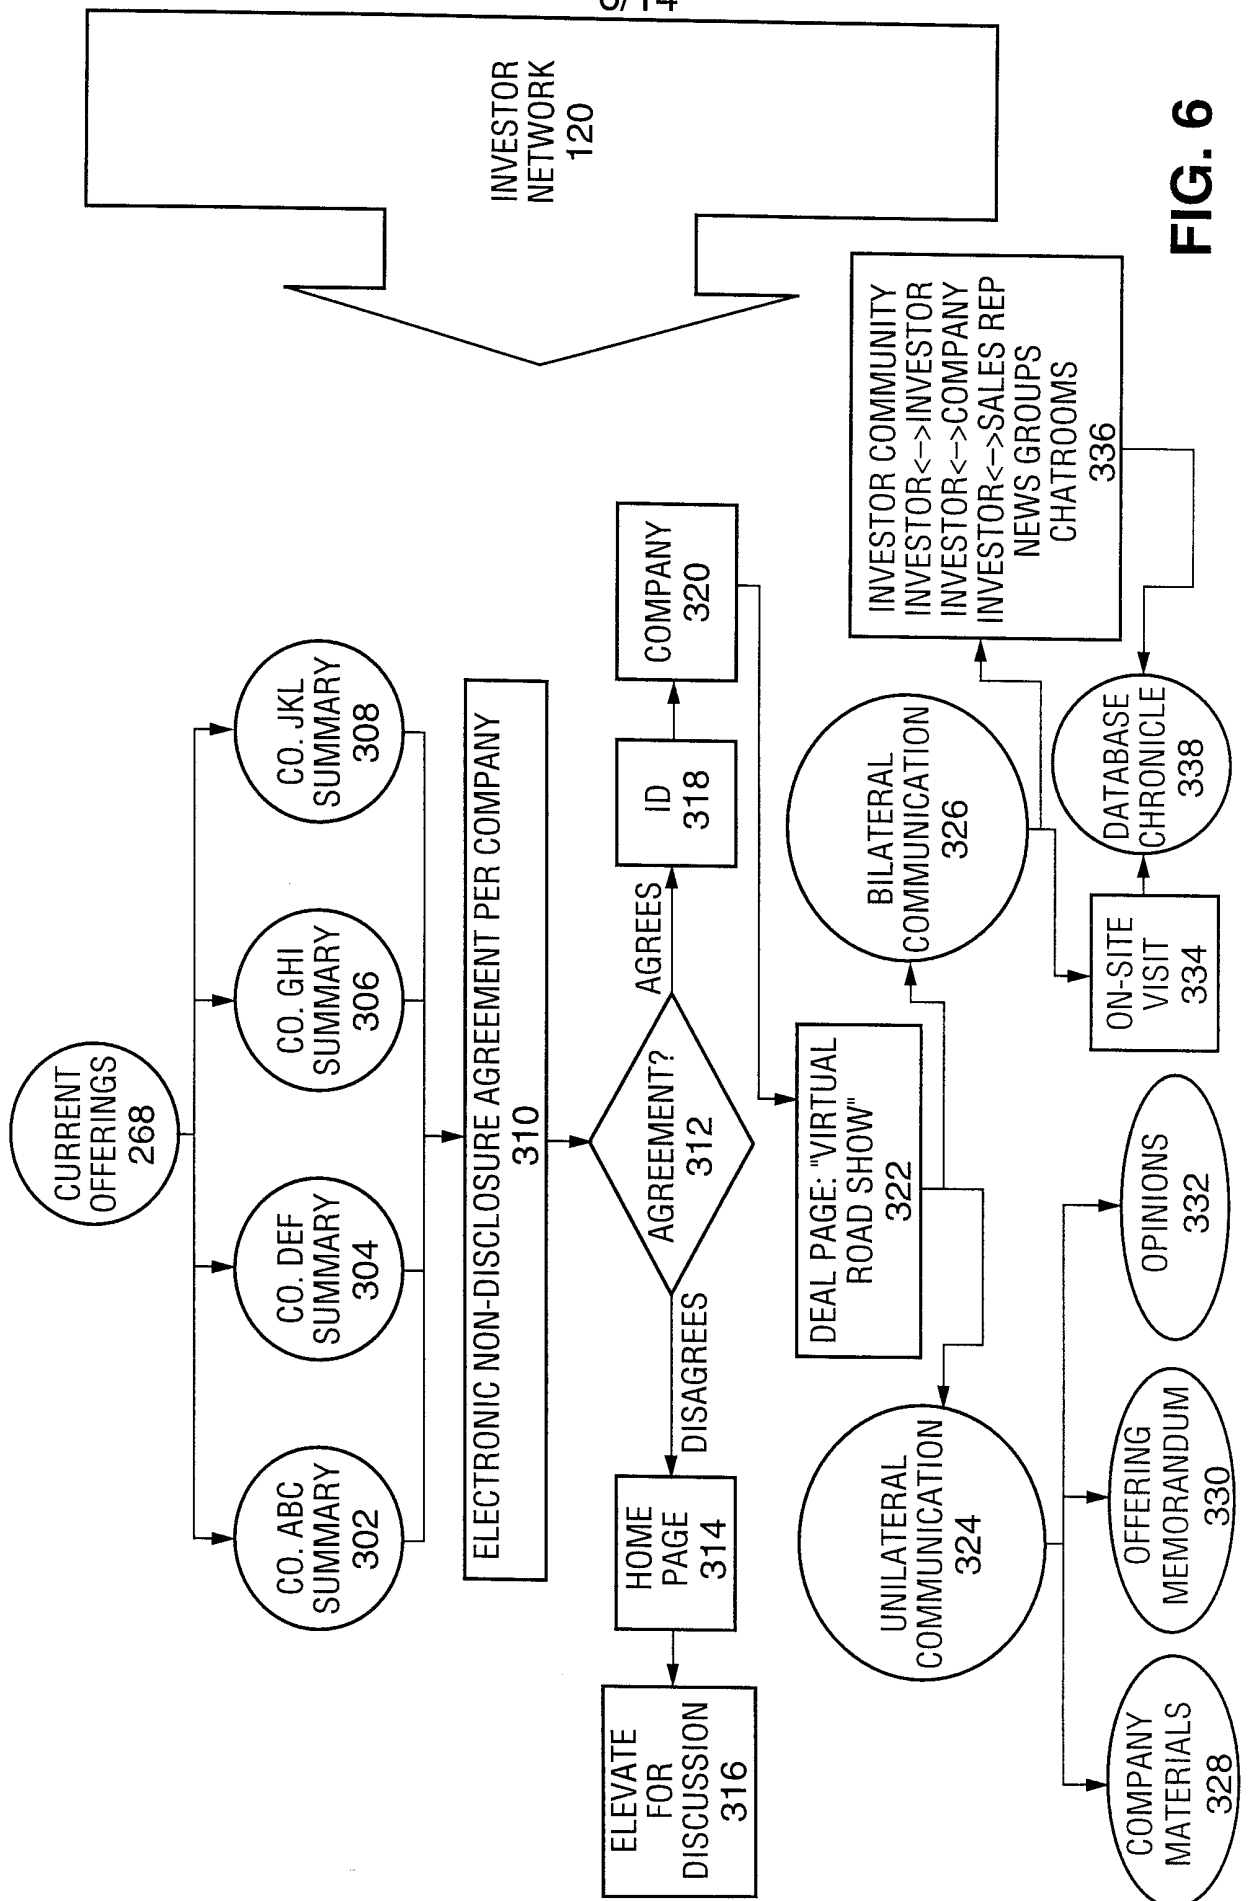 6/14
CURRENT
OFFERINGS
268
CO. ABC
SUMMARY
302
CO. DEF
SUMMARY
304
CO. GHI
SUMMARY
306
CO. JKL
SUMMARY
308
ELECTRONIC NON-DISCLOSURE AGREEMENT PER COMPANY
310
INVESTOR
NETWORK
120
ELEVATE
FOR
DISCUSSION
316
HOME
PAGE
314
DISAGREES
AGREEMENT?
312
AGREES
ID
318
COMPANY
320
DEAL PAGE: "VIRTUAL
ROAD SHOW"
322
UNILATERAL
COMMUNICATION
324
BILATERAL
COMMUNICATION
326
INVESTOR COMMUNITY
INVESTOR<->INVESTOR
INVESTOR<->COMPANY
INVESTOR<->SALES REP
NEWS GROUPS
CHATROOMS
336
COMPANY
MATERIALS
328
OFFERING
MEMORANDUM
330
OPINIONS
332
ON-SITE
VISIT
334
DATABASE
CHRONICLE
338
FIG. 6